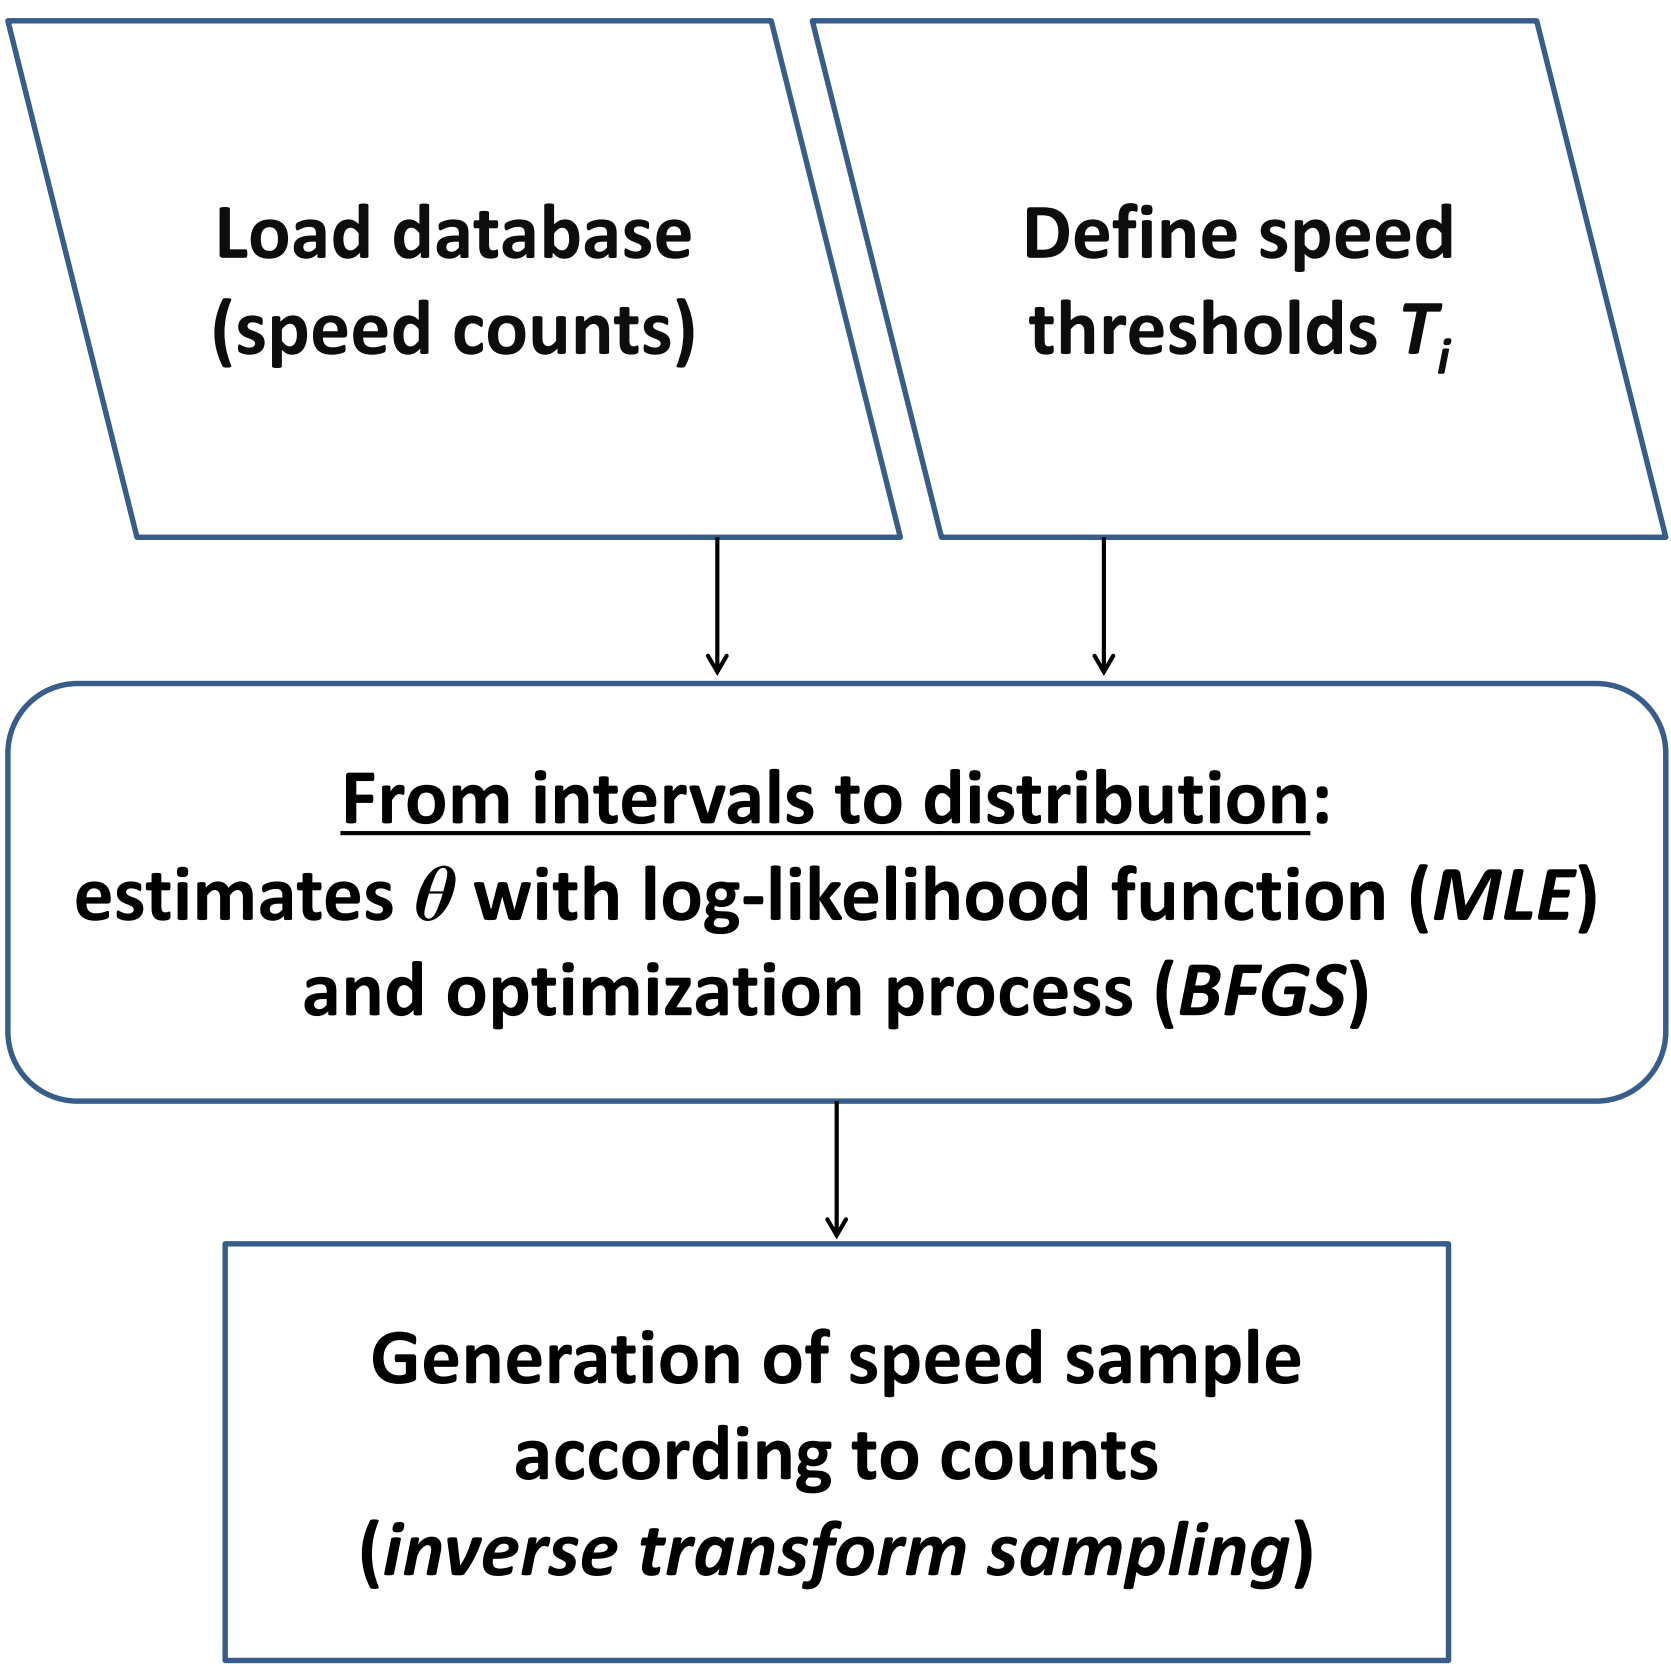 Load database
(speed counts)
Define speed
thresholds Tᵢ
From intervals to distribution:
estimates θ with log-likelihood function (MLE)
and optimization process (BFGS)
Generation of speed sample
according to counts
(inverse transform sampling)